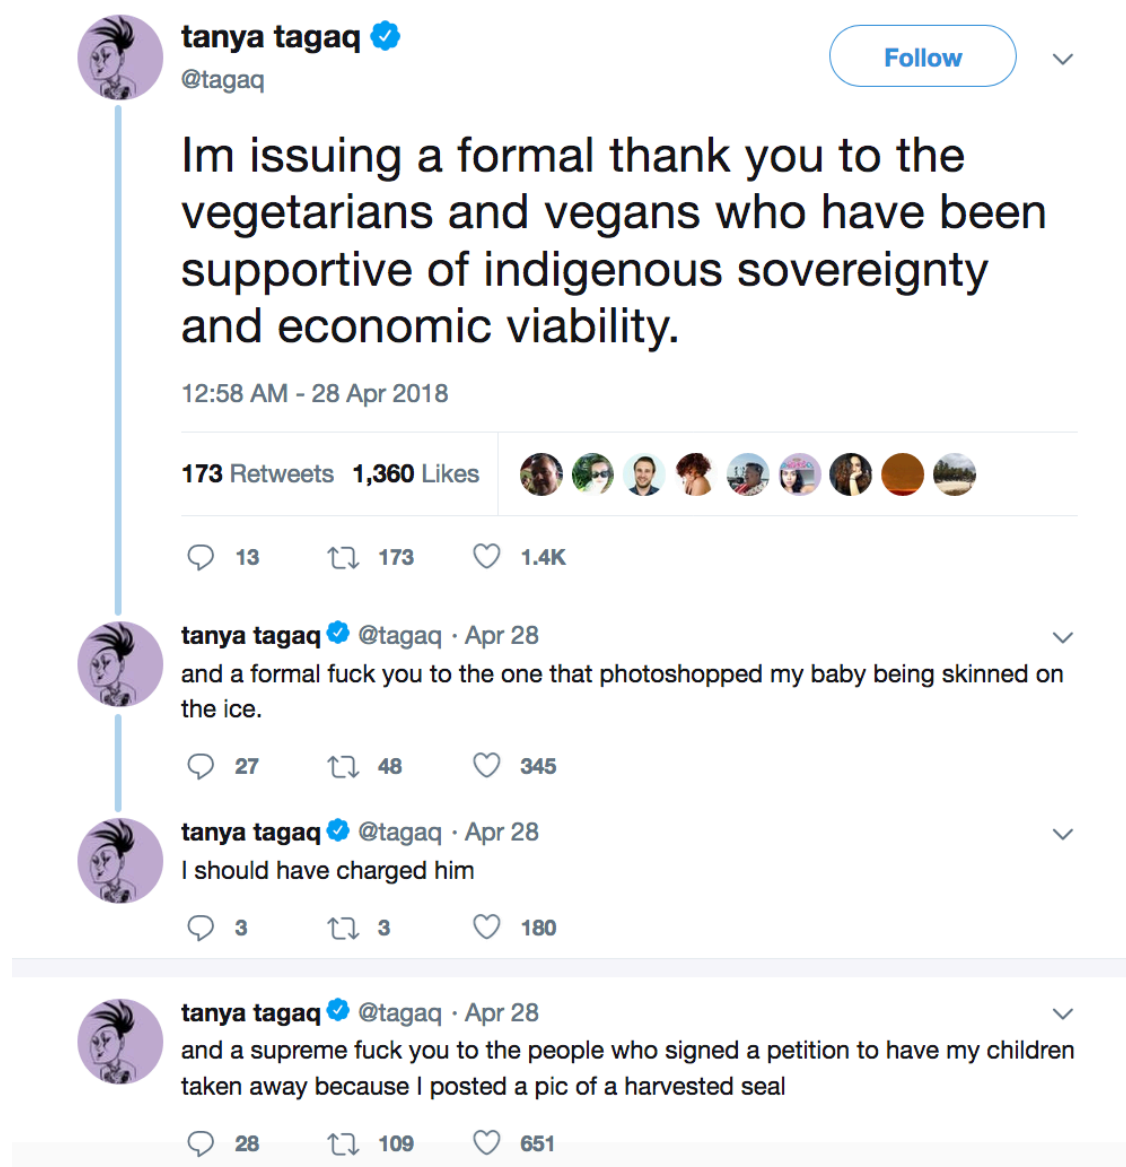 tanya tagaq
@tagaq
Follow
Im issuing a formal thank you to the
vegetarians and vegans who have been
supportive of indigenous sovereignty
and economic viability.
12:58 AM - 28 Apr 2018
173 Retweets 1,360 Likes
13 173 1.4K
tanya tagaq @tagaq · Apr 28
and a formal fuck you to the one that photoshopped my baby being skinned on
the ice.
27 48 345
tanya tagaq @tagaq · Apr 28
I should have charged him
3 3 180
tanya tagaq @tagaq · Apr 28
and a supreme fuck you to the people who signed a petition to have my children
taken away because I posted a pic of a harvested seal
28 109 651